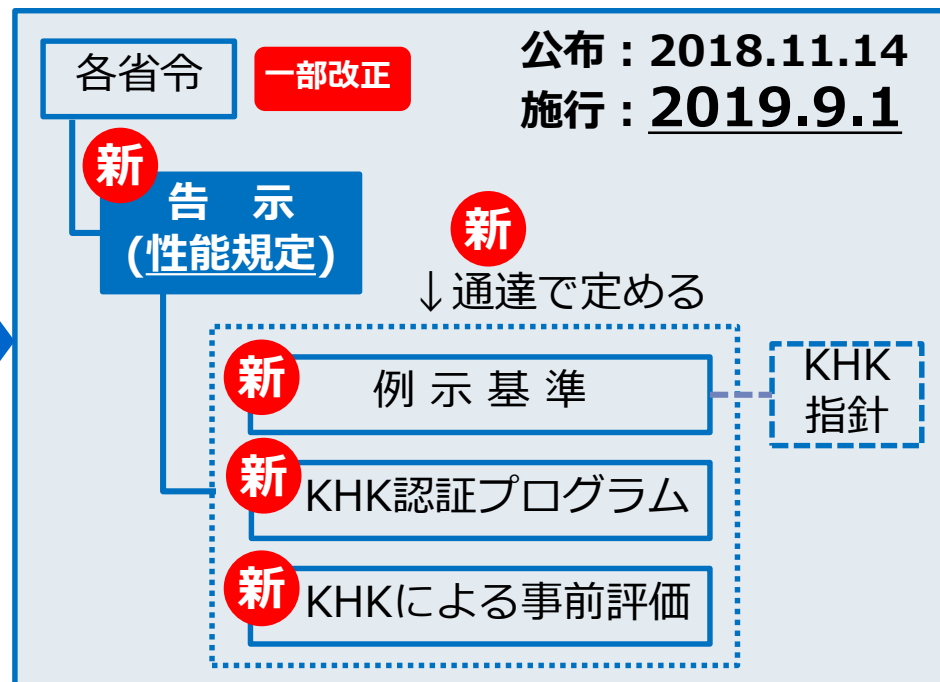 各省令
一部改正
公布：2018.11.14
施行：2019.9.1
新
告 示
(性能規定)
新
↓通達で定める
新
例 示 基 準
KHK
指針
新
KHK認証プログラム
新
KHKによる事前評価